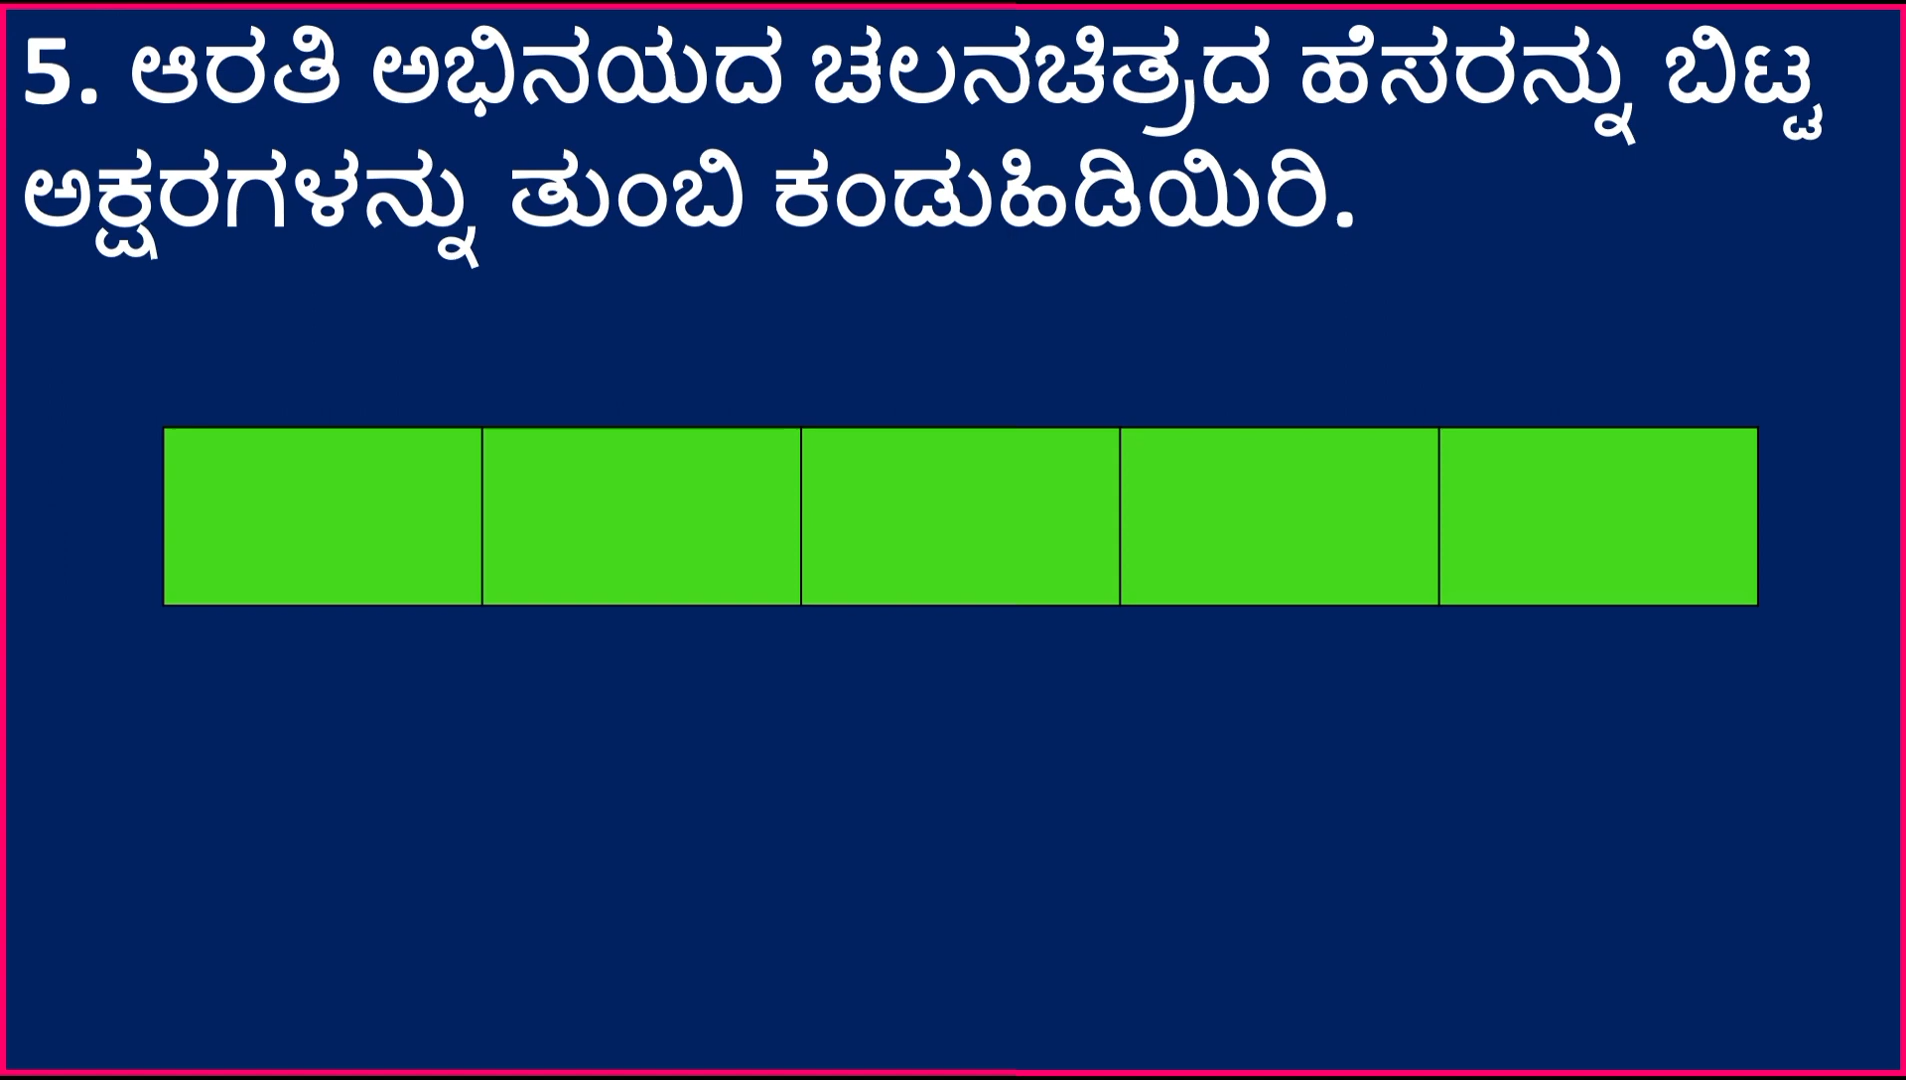 5. ಆರತಿ ಅಭಿನಯದ ಚಲನಚಿತ್ರದ ಹೆಸರನ್ನು ಬಿಟ್ಟ
ಅಕ್ಷರಗಳನ್ನು ತುಂಬಿ ಕಂಡುಹಿಡಿಯಿರಿ.